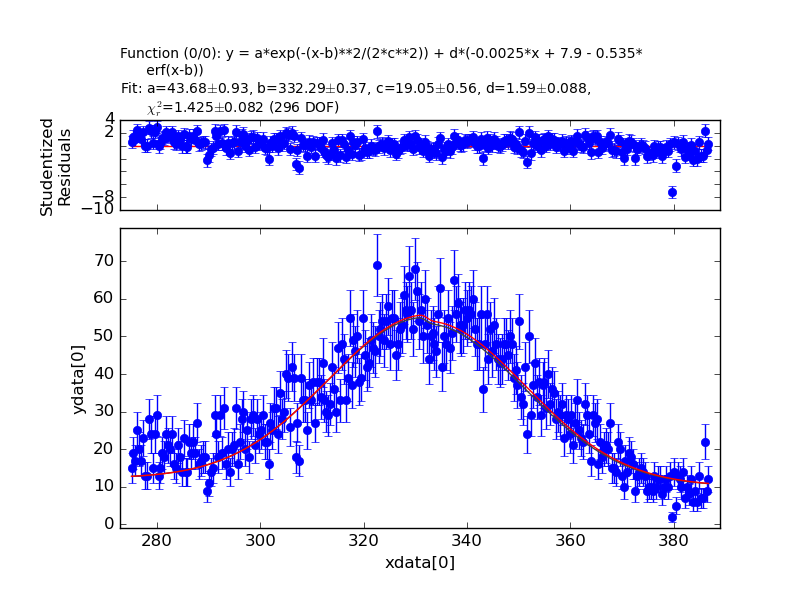 Function (0/0): y = a*exp(-(x-b)**2/(2*c**2)) + d*(-0.0025*x + 7.9 - 0.535*
erf(x-b))
Fit: a=43.68±0.93, b=332.29±0.37, c=19.05±0.56, d=1.59±0.088,
χ²ᵣ=1.425±0.082 (296 DOF)
4
2
−8
−10
Studentized
Residuals
70
60
50
40
30
20
10
0
ydata[0]
280 300 320 340 360 380
xdata[0]